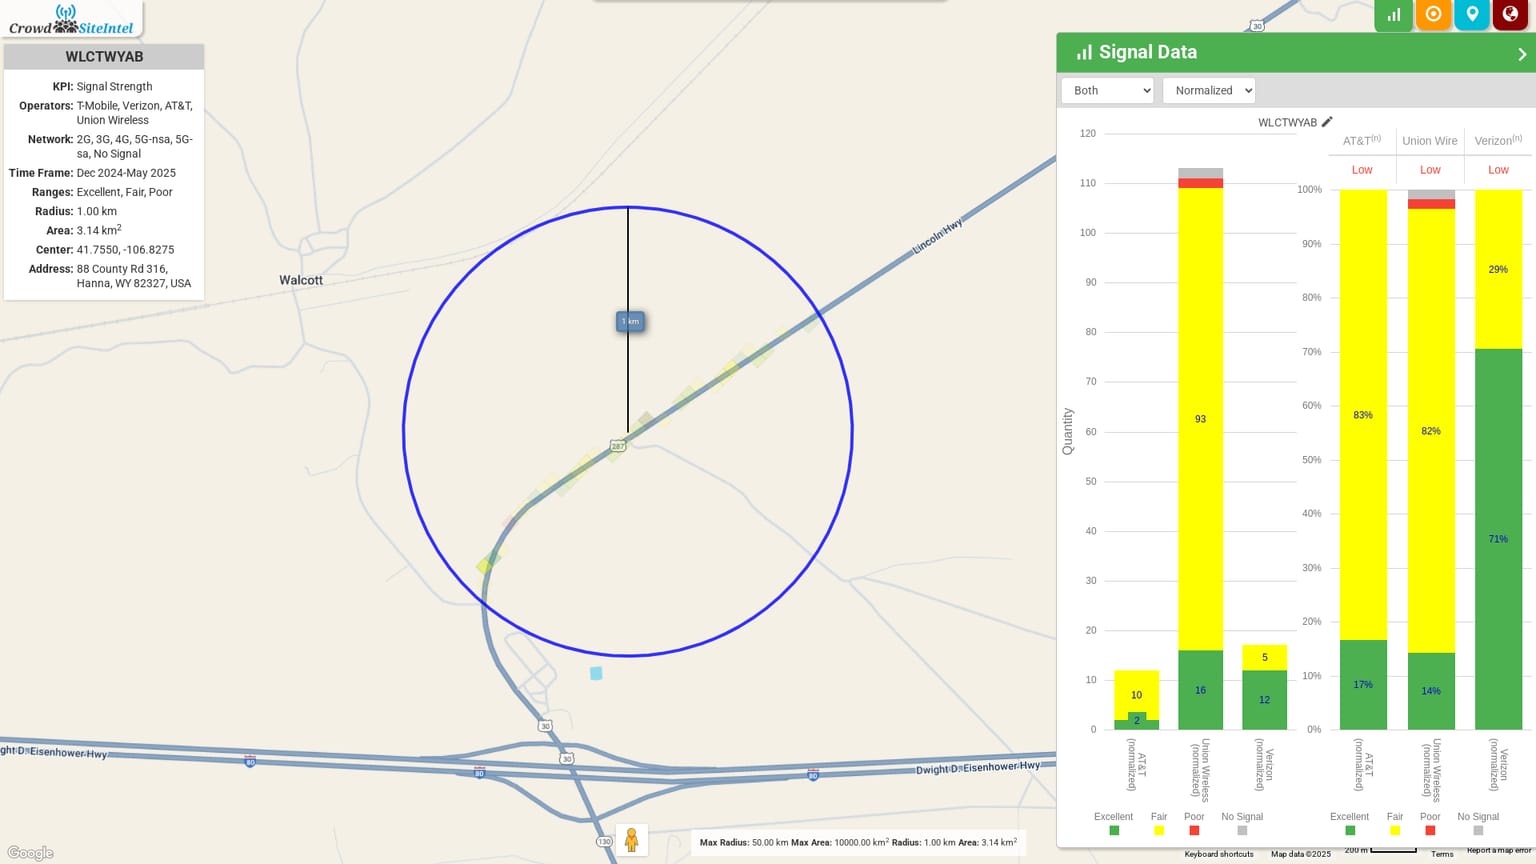 Crowd SiteIntel
WLCTWYAB
KPI: Signal Strength
Operators: T-Mobile, Verizon, AT&T,
Union Wireless
Network: 2G, 3G, 4G, 5G-nsa, 5G-
sa, No Signal
Time Frame: Dec 2024-May 2025
Ranges: Excellent, Fair, Poor
Radius: 1.00 km
Area: 3.14 km²
Center: 41.7550, -106.8275
Address: 88 County Rd 316,
Hanna, WY 82327, USA
30
Lincoln Hwy
Walcott
1 km
287
30
30
ght D. Eisenhower Hwy
80
80
80
Dwight D. Eisenhower Hwy
130
Google
Max Radius: 50.00 km Max Area: 10000.00 km² Radius: 1.00 km Area: 3.14 km²
Signal Data
Both
Normalized
WLCTWYAB
Quantity
120
110
100
90
80
70
60
50
40
30
20
10
0
10
2
93
16
5
12
AT&T
(normalized)
Union Wireless
(normalized)
Verizon
(normalized)
Excellent Fair Poor No Signal
AT&T(n) Union Wire Verizon(n)
Low Low Low
100%
90%
80%
70%
60%
50%
40%
30%
20%
10%
0%
83%
17%
82%
14%
29%
71%
AT&T
(normalized)
Union Wireless
(normalized)
Verizon
(normalized)
Excellent Fair Poor No Signal
Keyboard shortcuts Map data ©2025 200 m Terms Report a map error